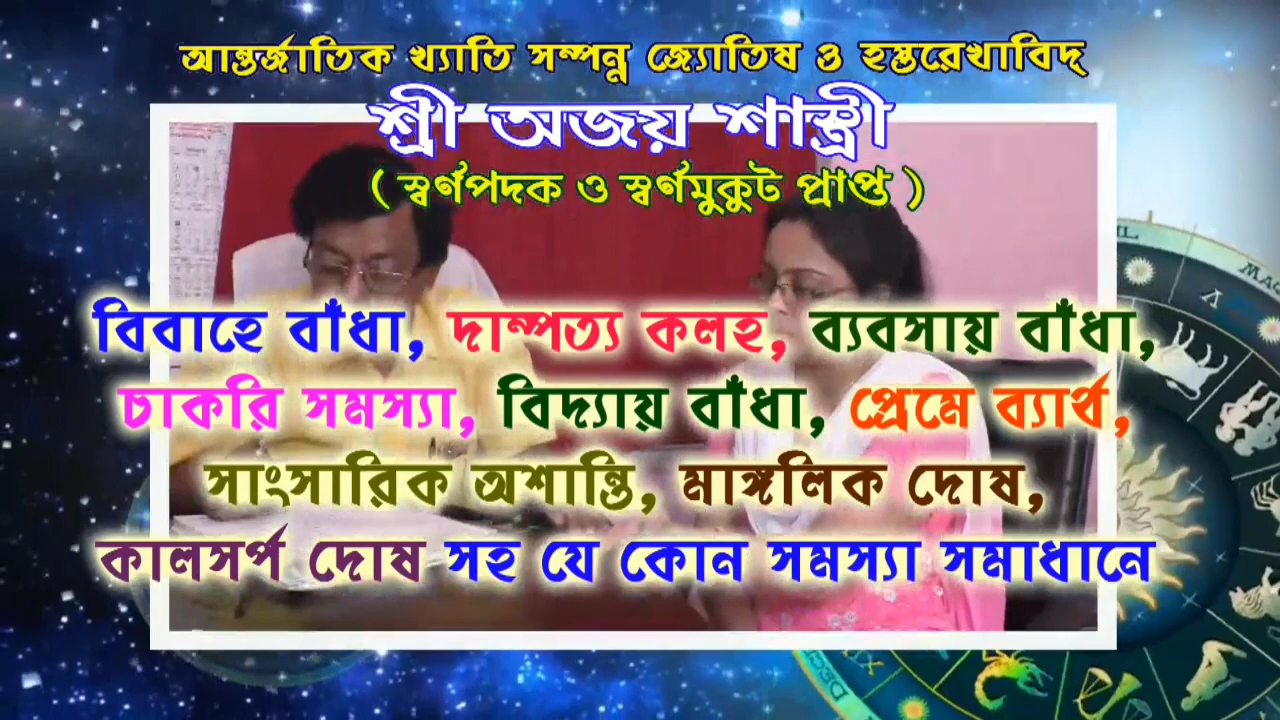 আন্তর্জাতিক খ্যাতি সম্পন্ন জ্যোতিষ ও হস্তরেখাবিদ্
শ্রী অজয় শাস্ত্রী
( স্বর্ণপদক ও স্বর্ণমুকুট প্রাপ্ত )
বিবাহে বাঁধা, দাম্পত্য কলহ, ব্যবসায় বাঁধা,
চাকরি সমস্যা, বিদ্যায় বাঁধা, প্রেমে ব্যার্থ,
সাংসারিক অশান্তি, মাঙ্গলিক দোষ,
কালসর্প দোষ সহ যে কোন সমস্যা সমাধানে